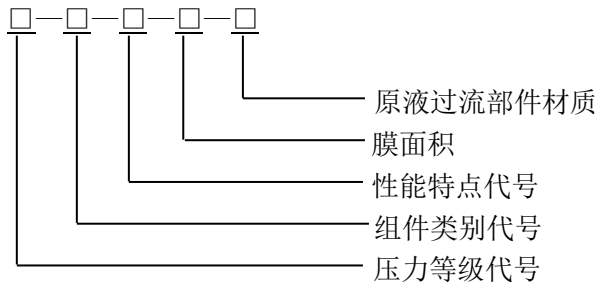 □—□—□—□—□
原液过流部件材质
膜面积
性能特点代号
组件类别代号
压力等级代号